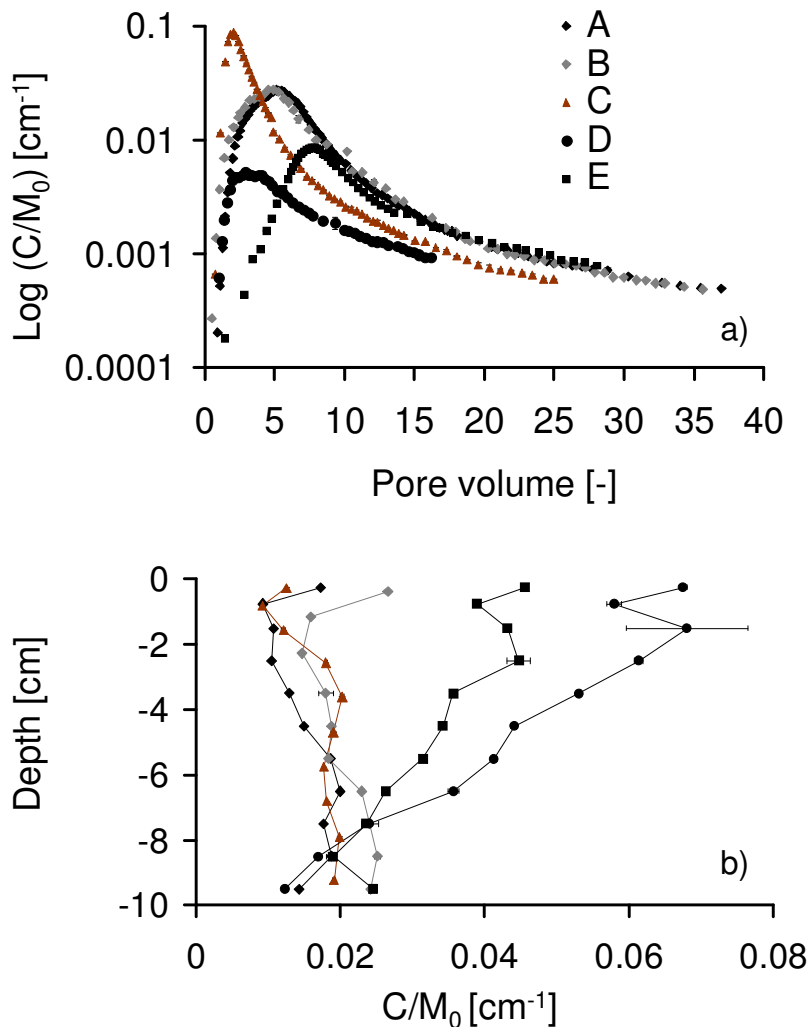 A
B
C
D
E
Log (C/M₀) [cm⁻¹]
0.1
0.01
0.001
0.0001
a)
0 5 10 15 20 25 30 35 40
Pore volume [-]
Depth [cm]
0
-2
-4
-6
-8
-10
b)
0 0.02 0.04 0.06 0.08
C/M₀ [cm⁻¹]